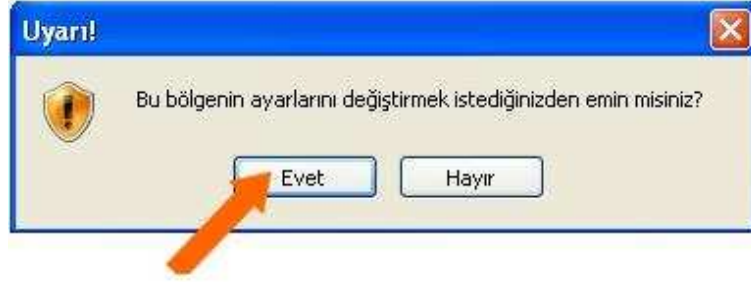 Uyarı!
Bu bölgenin ayarlarını değiştirmek istediğinizden emin misiniz?
Evet
Hayır